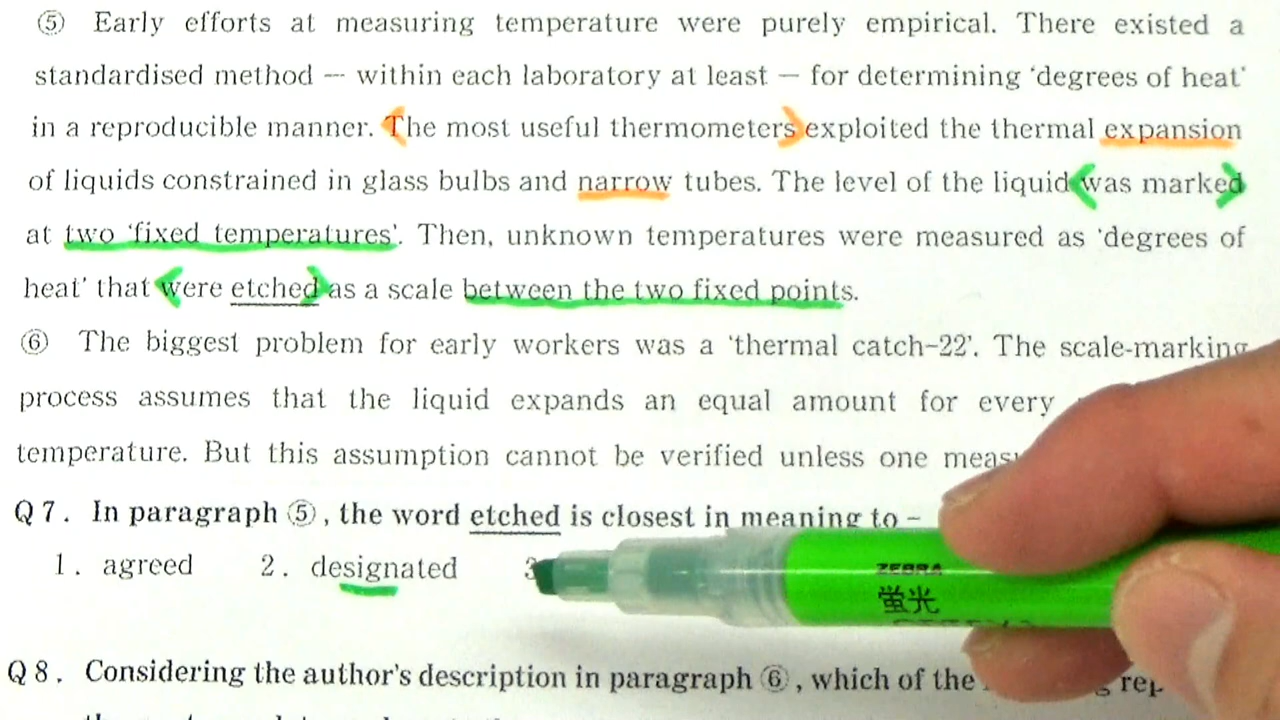 ⑤ Early efforts at measuring temperature were purely empirical. There existed a
standardised method — within each laboratory at least — for determining ‘degrees of heat’
in a reproducible manner. The most useful thermometers exploited the thermal expansion
of liquids constrained in glass bulbs and narrow tubes. The level of the liquid was marked
at two ‘fixed temperatures’. Then, unknown temperatures were measured as ‘degrees of
heat’ that were etched as a scale between the two fixed points.
⑥ The biggest problem for early workers was a ‘thermal catch-22’. The scale-marking
process assumes that the liquid expands an equal amount for every
temperature. But this assumption cannot be verified unless one
Q7. In paragraph ⑤, the word etched is closest in meaning to –
1. agreed 2. designated 3
ZEBRA
蛍光
Q8. Considering the author's description in paragraph ⑥, which of the